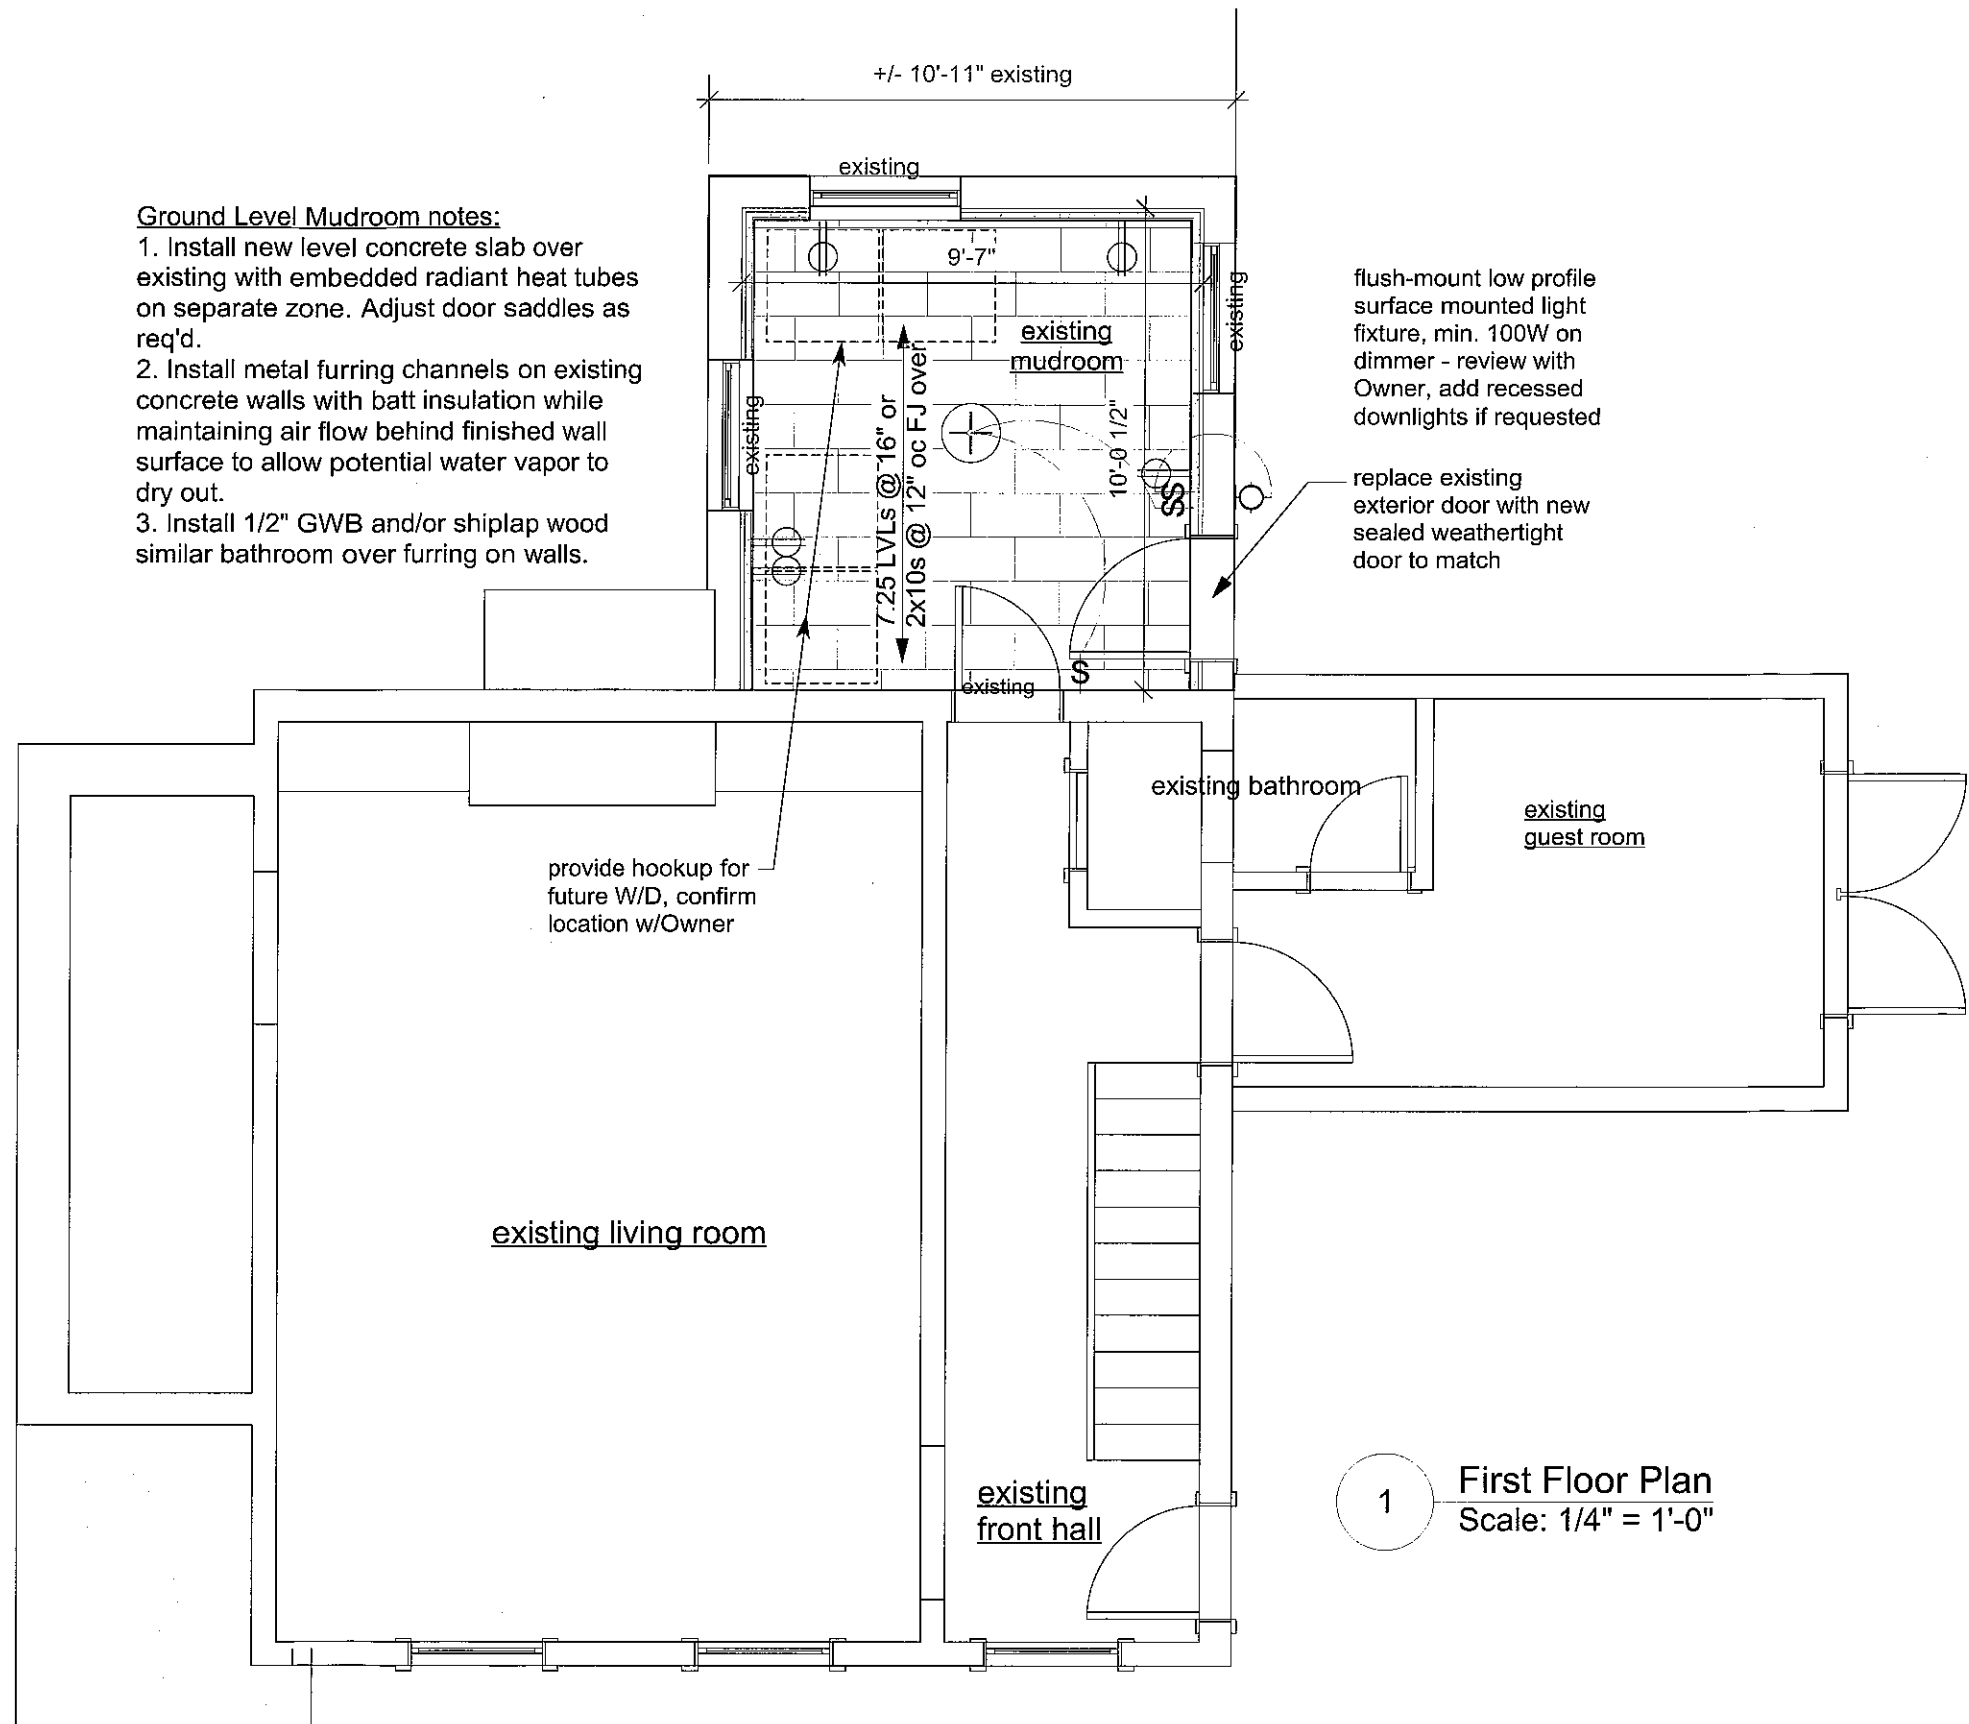 +/- 10'-11" existing
existing
Ground Level Mudroom notes:
1. Install new level concrete slab over
existing with embedded radiant heat tubes
on separate zone. Adjust door saddles as
req'd.
2. Install metal furring channels on existing
concrete walls with batt insulation while
maintaining air flow behind finished wall
surface to allow potential water vapor to
dry out.
3. Install 1/2" GWB and/or shiplap wood
similar bathroom over furring on walls.
9'-7"
existing
mudroom
existing
existing
7.25 LVLs @ 16" or
2x10s @ 12" oc FJ over
10'-0 1/2"
SS
S
existing
flush-mount low profile
surface mounted light
fixture, min. 100W on
dimmer - review with
Owner, add recessed
downlights if requested
replace existing
exterior door with new
sealed weathertight
door to match
existing bathroom
existing
guest room
provide hookup for
future W/D, confirm
location w/Owner
existing living room
existing
front hall
1
First Floor Plan
Scale: 1/4" = 1'-0"